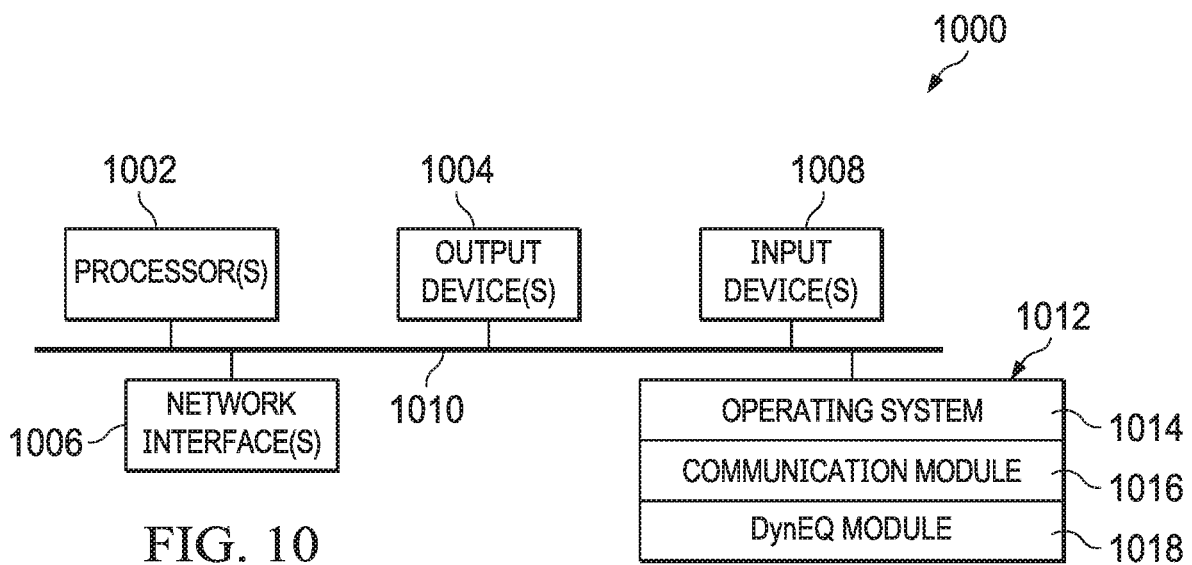 1000
1002
1004
1008
PROCESSOR(S)
OUTPUT
DEVICE(S)
INPUT
DEVICE(S)
1012
1010
NETWORK
INTERFACE(S)
1006
OPERATING SYSTEM
1014
COMMUNICATION MODULE
1016
DynEQ MODULE
1018
FIG. 10